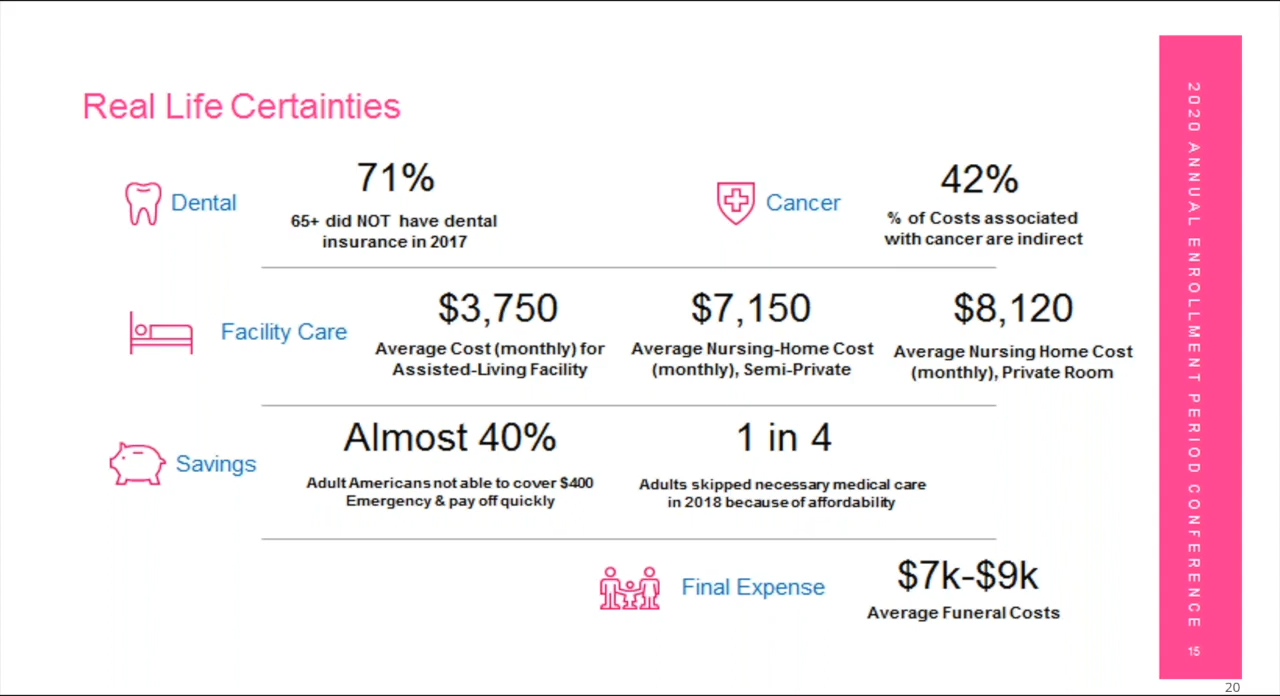 Real Life Certainties
Dental
71%
65+ did NOT have dental
insurance in 2017
Cancer
42%
% of Costs associated
with cancer are indirect
Facility Care
$3,750
Average Cost (monthly) for
Assisted-Living Facility
$7,150
Average Nursing-Home Cost
(monthly), Semi-Private
$8,120
Average Nursing Home Cost
(monthly), Private Room
Savings
Almost 40%
Adult Americans not able to cover $400
Emergency & pay off quickly
1 in 4
Adults skipped necessary medical care
in 2018 because of affordability
Final Expense
$7k-$9k
Average Funeral Costs
2020 ANNUAL ENROLLMENT PERIOD CONFERENCE
15
20